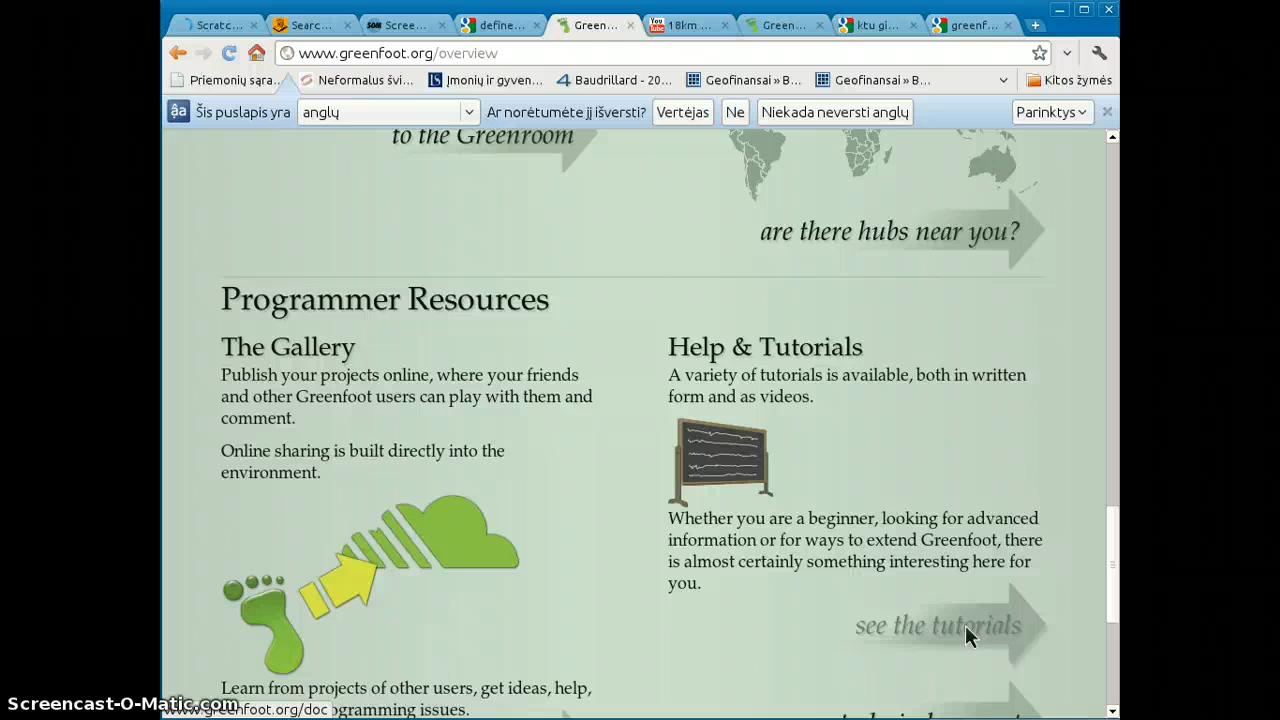 Scratc...
Searc...
som Scree...
define...
Green...
You Tube 18km ...
Green...
ktu gi...
greenf...
www.greenfoot.org/overview
Priemonių sąra...
Neformalus švi...
Įmonių ir gyven...
Baudrillard - 20...
Geofinansai » B...
Geofinansai » B...
Kitos žymės
Šis puslapis yra
anglų
Ar norėtumėte jį išversti?
Vertėjas
Ne
Niekada neversti anglų
Parinktys
to the Greenroom
are there hubs near you?
Programmer Resources
The Gallery
Publish your projects online, where your friends
and other Greenfoot users can play with them and
comment.
Online sharing is built directly into the
environment.
Learn from projects of other users, get ideas, help,
ogramming issues.
Help & Tutorials
A variety of tutorials is available, both in written
form and as videos.
Whether you are a beginner, looking for advanced
information or for ways to extend Greenfoot, there
is almost certainly something interesting here for
you.
see the tutorials
Screencast-O-Matic.com
www.greenfoot.org/doc